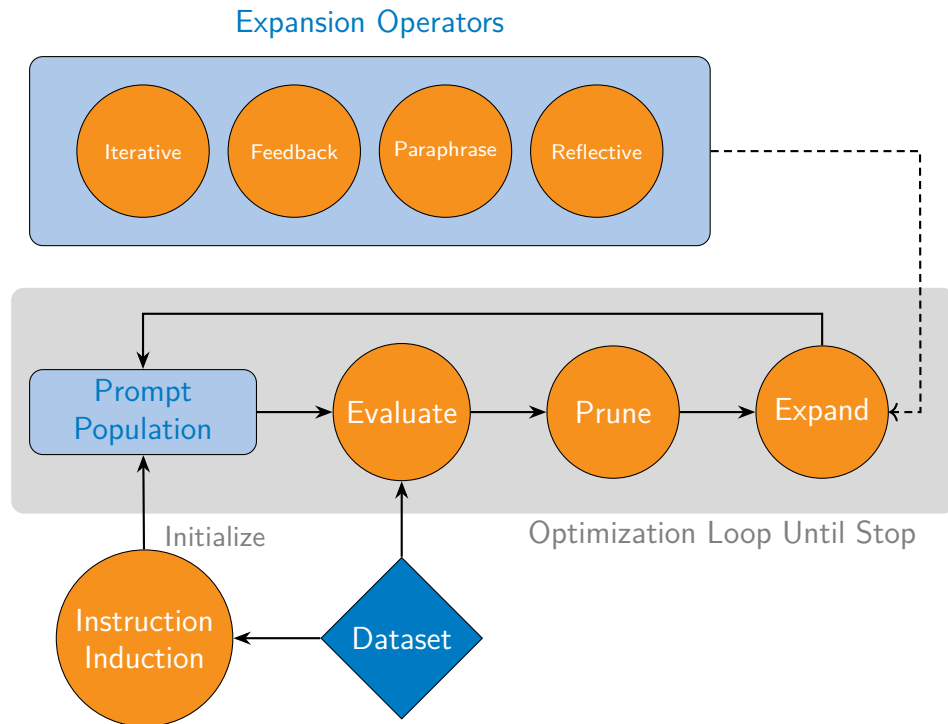 Expansion Operators
Iterative
Feedback
Paraphrase
Reflective
Prompt
Population
Evaluate
Prune
Expand
Initialize
Optimization Loop Until Stop
Instruction
Induction
Dataset